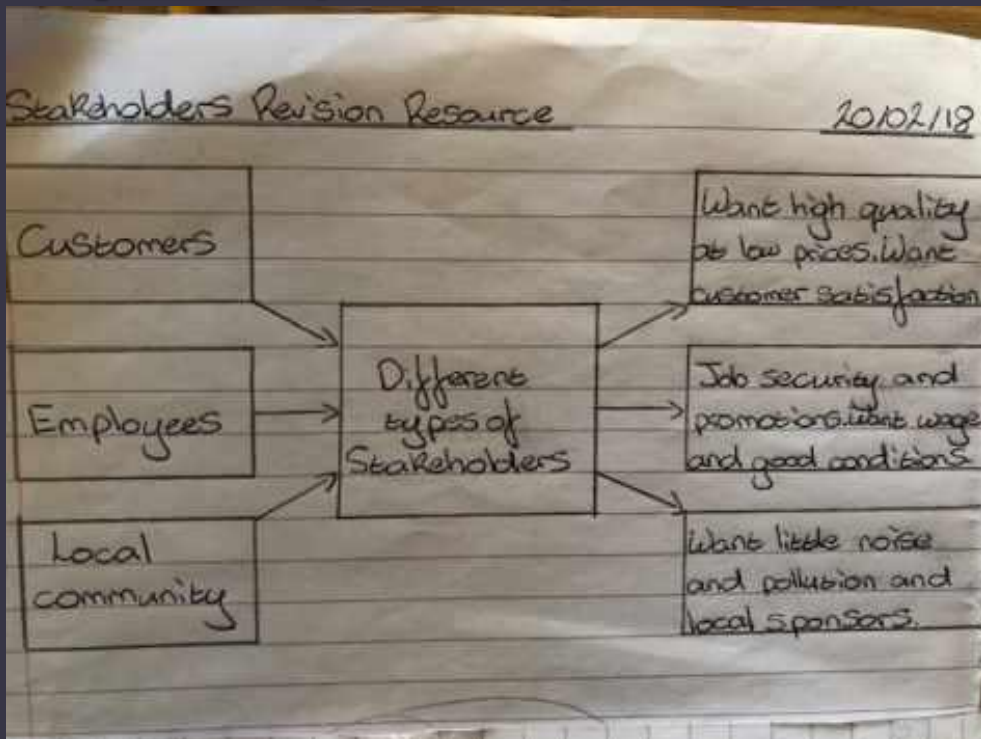 Stakeholders Revision Resource
20/02/18
Customers
Employees
Local
community
Different
types of
Stakeholders
Want high quality
at low prices. Want
customer satisfaction
Job security and
promotions. Want wage
and good conditions
Want little noise
and pollution and
local sponsors.